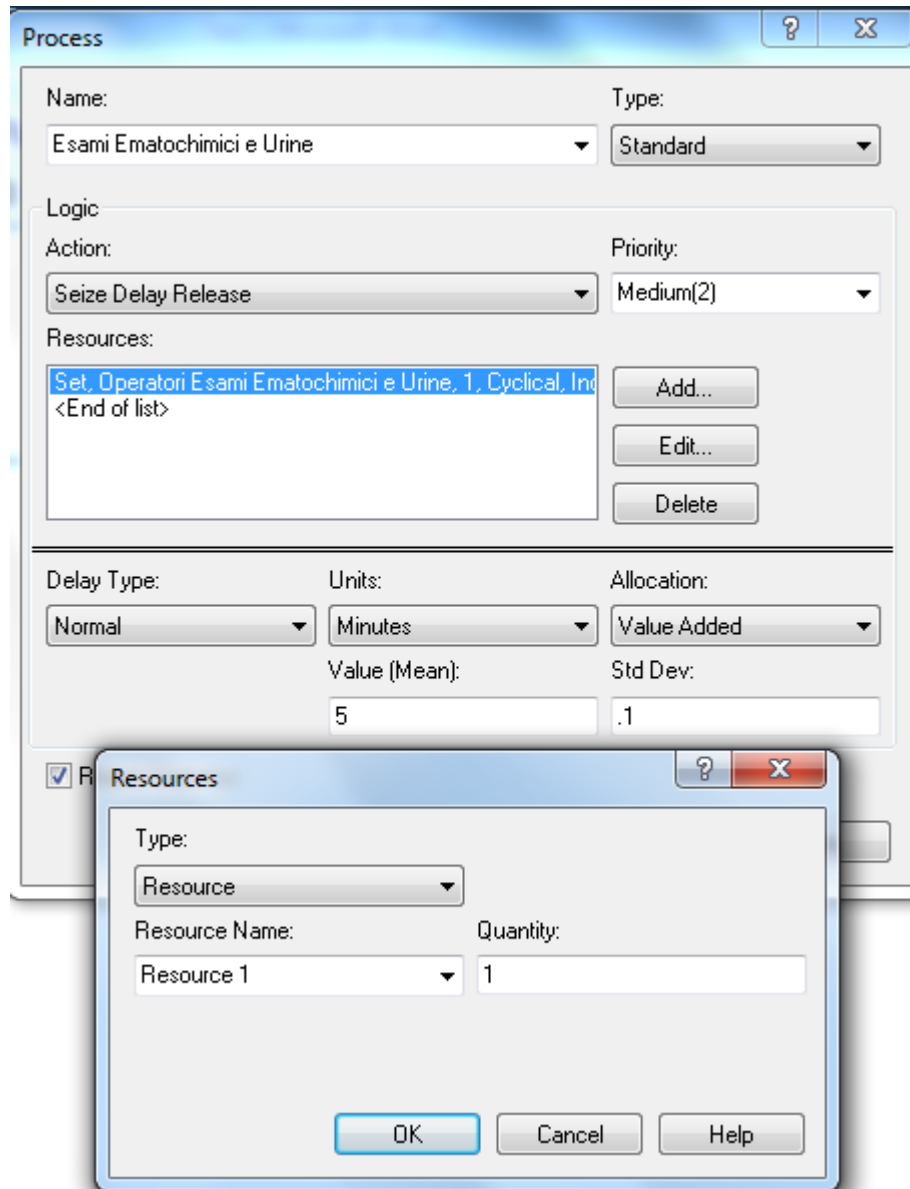 Process
Name: Type:
Esami Ematochimici e Urine Standard
Logic
Action: Priority:
Seize Delay Release Medium(2)
Resources:
Set, Operatori Esami Ematochimici e Urine, 1, Cyclical,
<End of list>
Add...
Edit...
Delete
Delay Type: Units: Allocation:
Normal Minutes Value Added
Value (Mean): Std Dev:
5 .1
Resources
Type:
Resource
Resource Name: Quantity:
Resource 1 1
OK Cancel Help